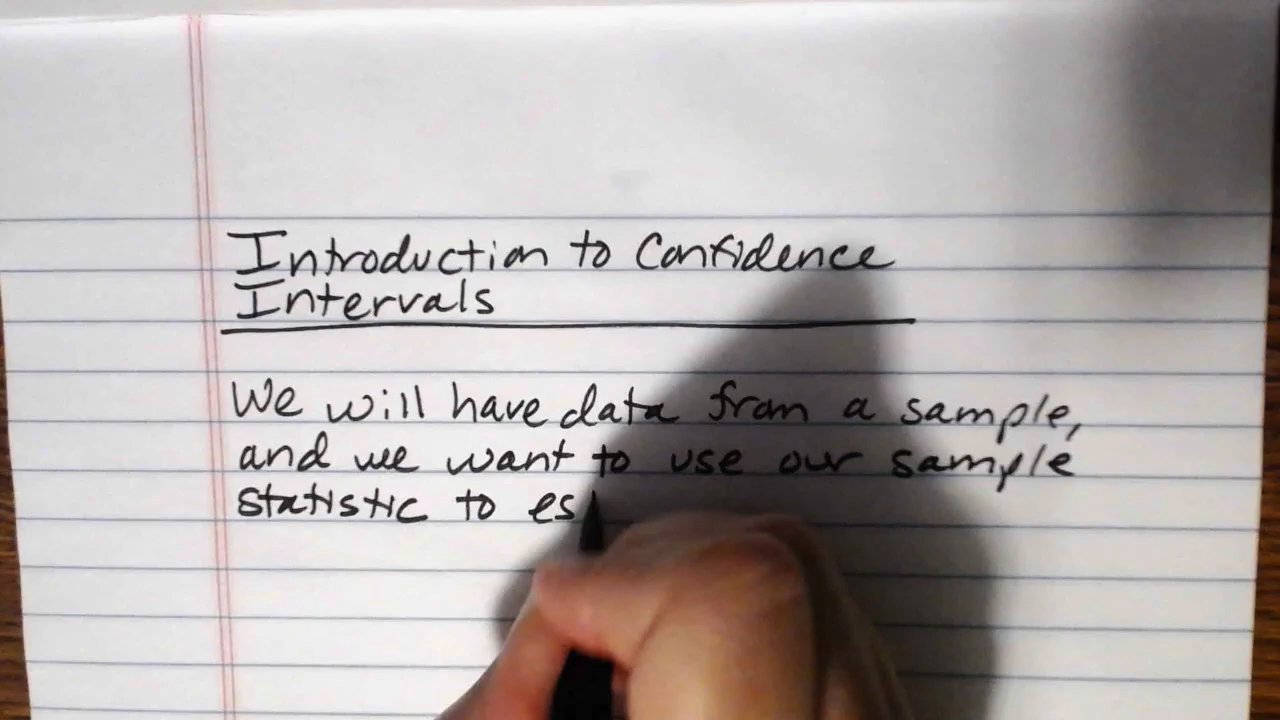 Introduction to Confidence
Intervals
We will have data from a sample,
and we want to use our sample
statistic to es